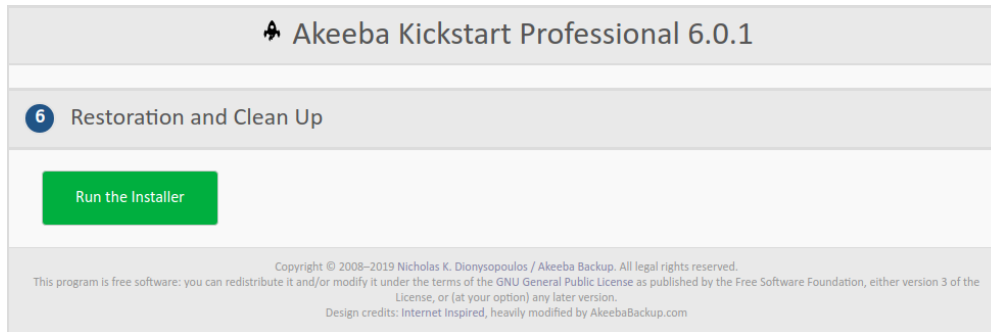 Akeeba Kickstart Professional 6.0.1
6 Restoration and Clean Up
Run the Installer
Copyright © 2008–2019 Nicholas K. Dionysopoulos / Akeeba Backup. All legal rights reserved.
This program is free software: you can redistribute it and/or modify it under the terms of the GNU General Public License as published by the Free Software Foundation, either version 3 of the
License, or (at your option) any later version.
Design credits: Internet Inspired, heavily modified by AkeebaBackup.com